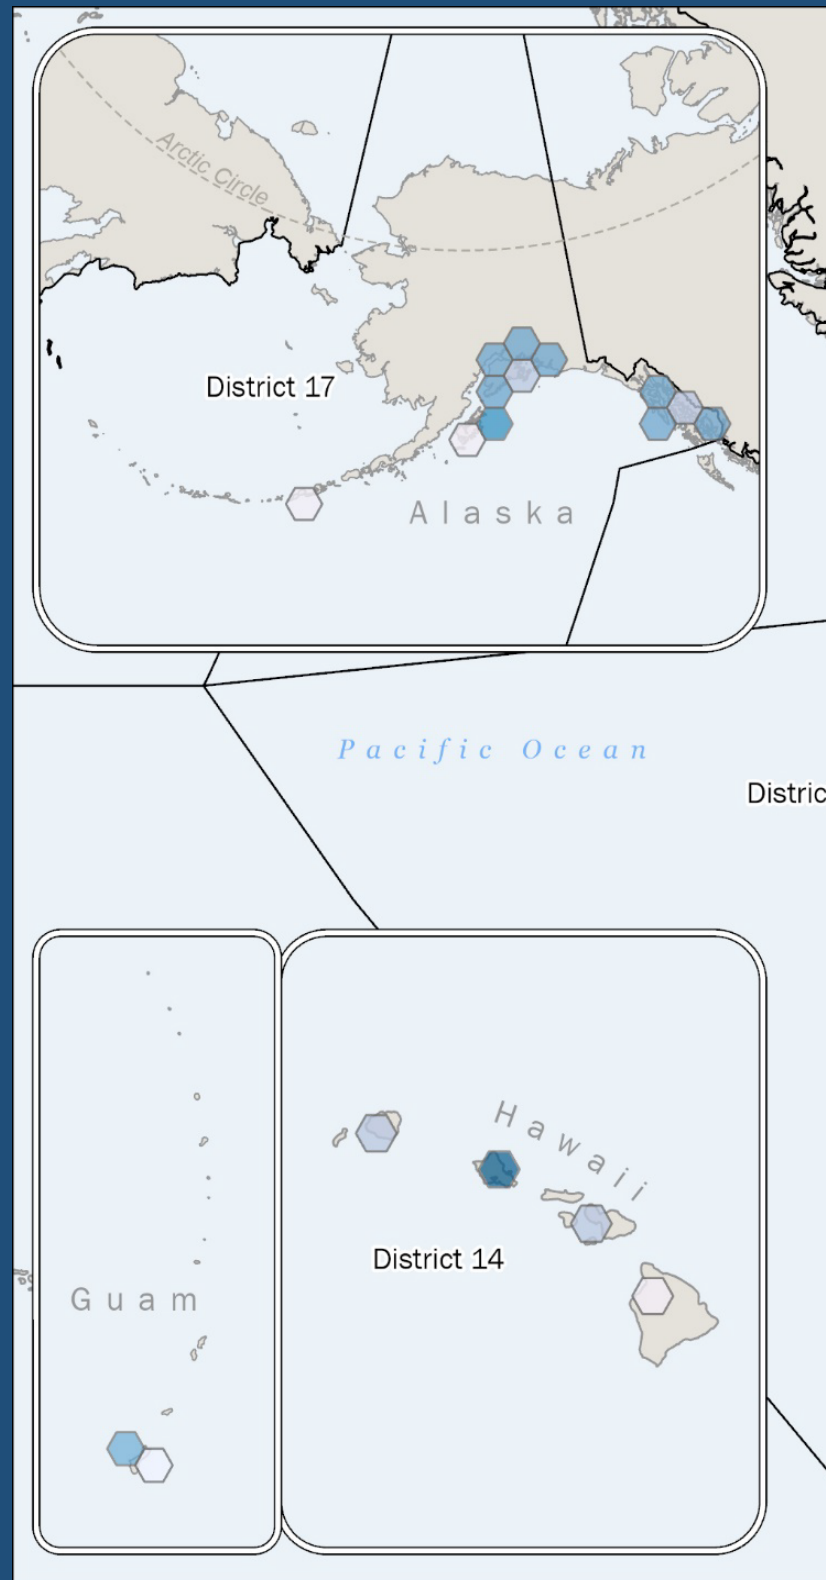 Arctic Circle
District 17
Alaska
Pacific Ocean
Distric
Hawaii
District 14
Guam